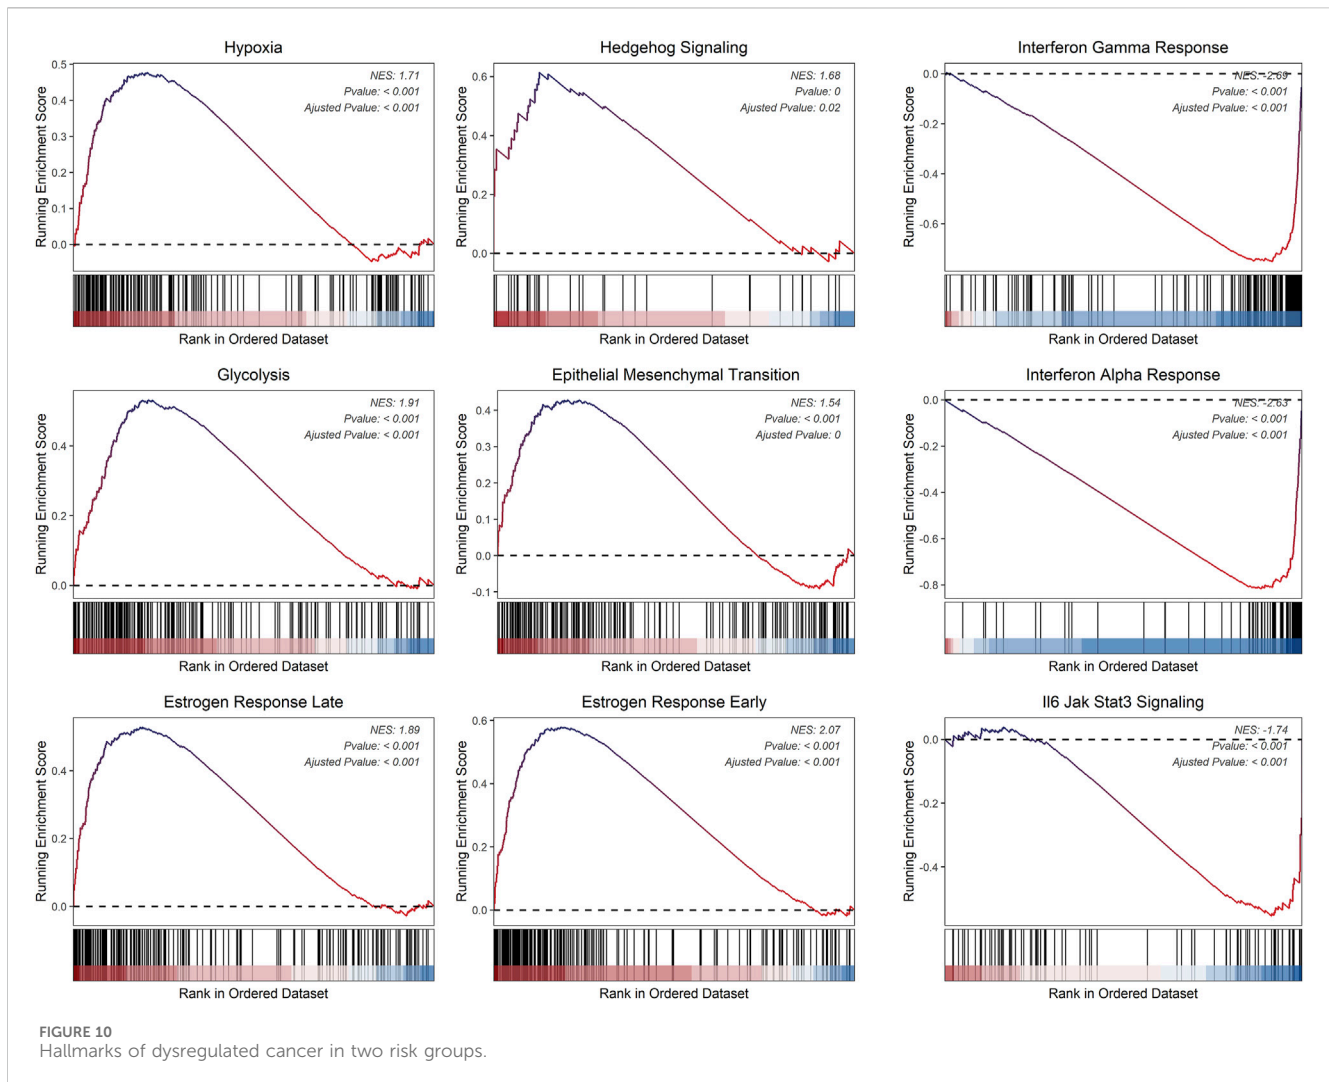 Hypoxia
NES: 1.71
Pvalue: < 0.001
Ajusted Pvalue: < 0.001
0.5
0.4
0.3
0.2
0.1
0.0
Running Enrichment Score
Rank in Ordered Dataset
Hedgehog Signaling
NES: 1.68
Pvalue: 0
Ajusted Pvalue: 0.02
0.6
0.4
0.2
0.0
Running Enrichment Score
Rank in Ordered Dataset
Interferon Gamma Response
NES: -2.69
Pvalue: < 0.001
Ajusted Pvalue: < 0.001
0.0
-0.2
-0.4
-0.6
Running Enrichment Score
Rank in Ordered Dataset
Glycolysis
NES: 1.91
Pvalue: < 0.001
Ajusted Pvalue: < 0.001
0.4
0.2
0.0
Running Enrichment Score
Rank in Ordered Dataset
Epithelial Mesenchymal Transition
NES: 1.54
Pvalue: < 0.001
Ajusted Pvalue: 0
0.4
0.3
0.2
0.1
0.0
-0.1
Running Enrichment Score
Rank in Ordered Dataset
Interferon Alpha Response
NES: -2.63
Pvalue: < 0.001
Ajusted Pvalue: < 0.001
0.0
-0.2
-0.4
-0.6
-0.8
Running Enrichment Score
Rank in Ordered Dataset
Estrogen Response Late
NES: 1.89
Pvalue: < 0.001
Ajusted Pvalue: < 0.001
0.4
0.2
0.0
Running Enrichment Score
Rank in Ordered Dataset
Estrogen Response Early
NES: 2.07
Pvalue: < 0.001
Ajusted Pvalue: < 0.001
0.6
0.4
0.2
0.0
Running Enrichment Score
Rank in Ordered Dataset
Il6 Jak Stat3 Signaling
NES: -1.74
Pvalue: < 0.001
Ajusted Pvalue: < 0.001
0.0
-0.2
-0.4
Running Enrichment Score
Rank in Ordered Dataset
FIGURE 10
Hallmarks of dysregulated cancer in two risk groups.